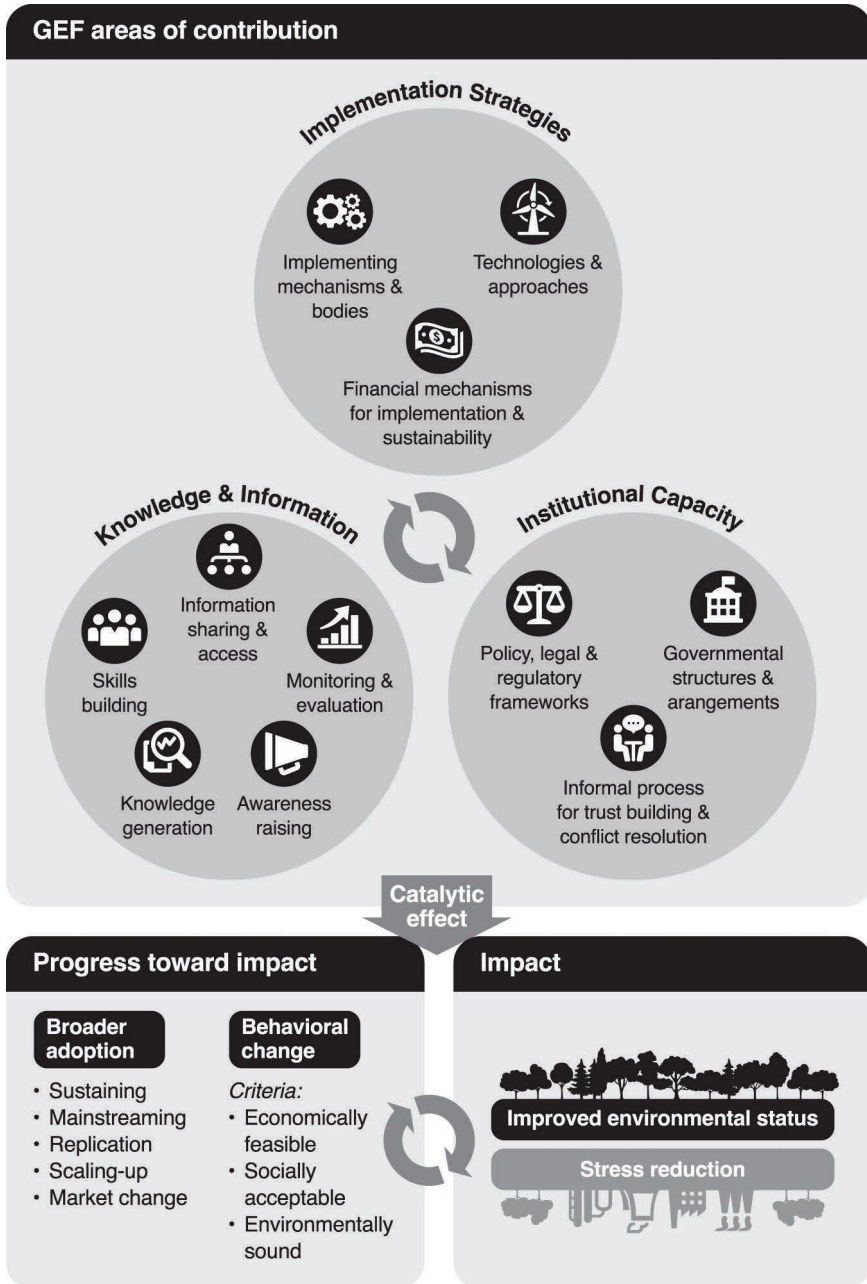 GEF areas of contribution
Implementation Strategies
Implementing
mechanisms &
bodies
Technologies &
approaches
Financial mechanisms
for implementation &
sustainability
Knowledge & Information
Information
sharing &
access
Skills
building
Monitoring &
evaluation
Knowledge
generation
Awareness
raising
Institutional Capacity
Policy, legal &
regulatory
frameworks
Governmental
structures &
arangements
Informal process
for trust building &
conflict resolution
Catalytic
effect
Progress toward impact
Broader
adoption
• Sustaining
• Mainstreaming
• Replication
• Scaling-up
• Market change
Behavioral
change
Criteria:
• Economically
feasible
• Socially
acceptable
• Environmentally
sound
Impact
Improved environmental status
Stress reduction